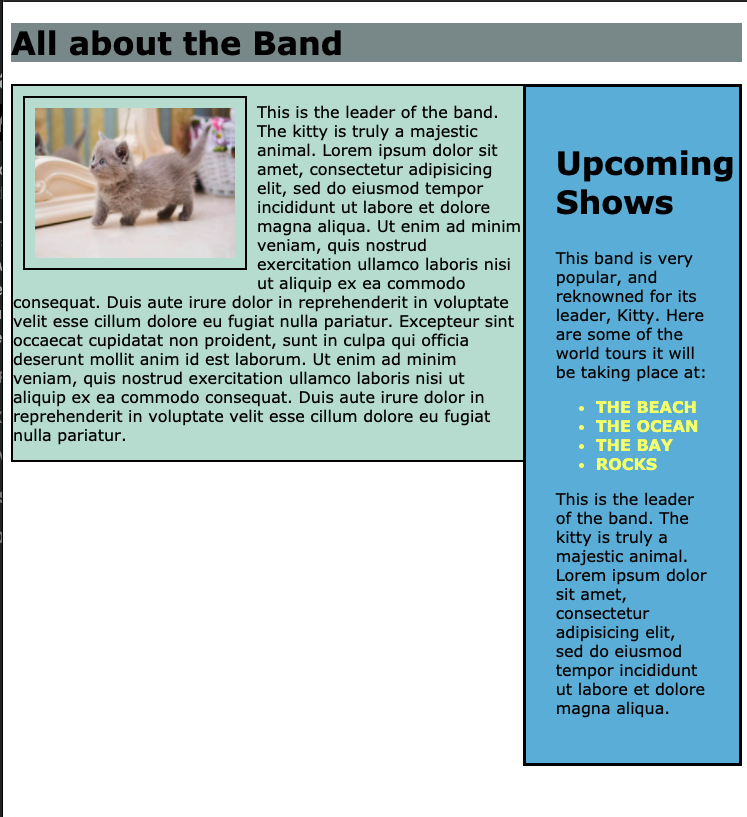 All about the Band
This is the leader of the band.
The kitty is truly a majestic
animal. Lorem ipsum dolor sit
amet, consectetur adipisicing
elit, sed do eiusmod tempor
incididunt ut labore et dolore
magna aliqua. Ut enim ad minim
veniam, quis nostrud
exercitation ullamco laboris nisi
ut aliquip ex ea commodo
consequat. Duis aute irure dolor in reprehenderit in voluptate
velit esse cillum dolore eu fugiat nulla pariatur. Excepteur sint
occaecat cupidatat non proident, sunt in culpa qui officia
deserunt mollit anim id est laborum. Ut enim ad minim
veniam, quis nostrud exercitation ullamco laboris nisi ut
aliquip ex ea commodo consequat. Duis aute irure dolor in
reprehenderit in voluptate velit esse cillum dolore eu fugiat
nulla pariatur.
Upcoming
Shows
This band is very
popular, and
reknowned for its
leader, Kitty. Here
are some of the
world tours it will
be taking place at:
• THE BEACH
• THE OCEAN
• THE BAY
• ROCKS
This is the leader
of the band. The
kitty is truly a
majestic animal.
Lorem ipsum dolor
sit amet,
consectetur
adipisicing elit,
sed do eiusmod
tempor incididunt
ut labore et dolore
magna aliqua.